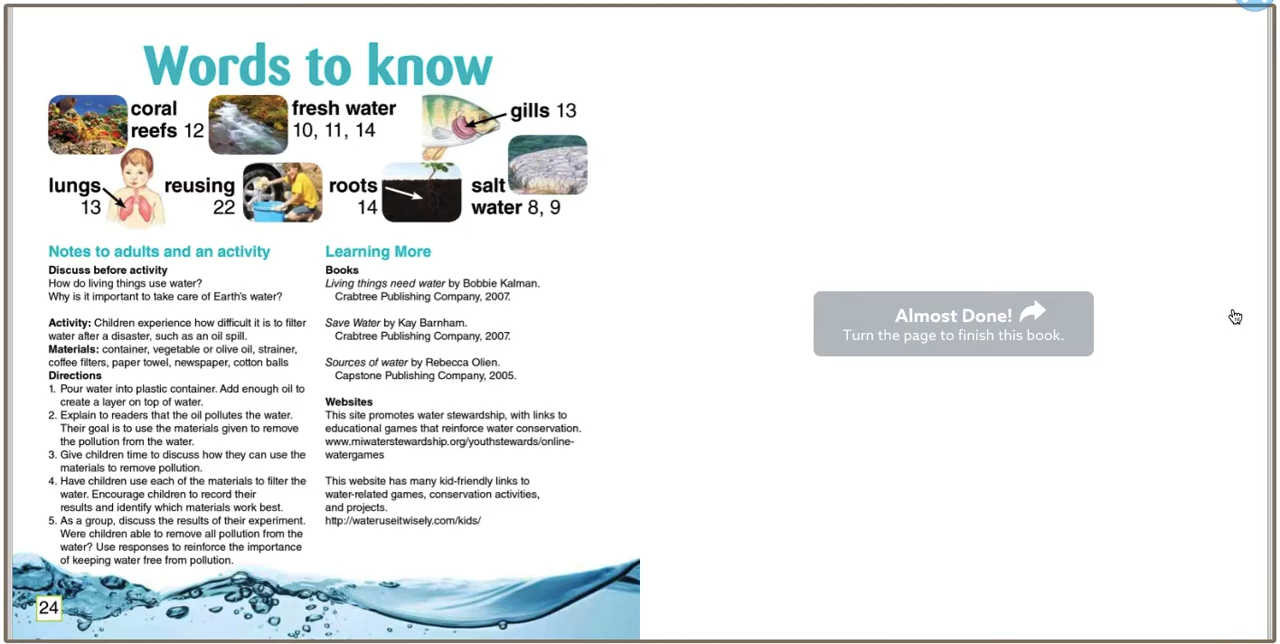 Words to know
coral
reefs 12
fresh water
10, 11, 14
gills 13
lungs
13
reusing
22
roots
14
salt
water 8, 9
Notes to adults and an activity
Discuss before activity
How do living things use water?
Why is it important to take care of Earth's water?
Activity: Children experience how difficult it is to filter
water after a disaster, such as an oil spill.
Materials: container, vegetable or olive oil, strainer,
coffee filters, paper towel, newspaper, cotton balls
Directions
1. Pour water into plastic container. Add enough oil to
create a layer on top of water.
2. Explain to readers that the oil pollutes the water.
Their goal is to use the materials given to remove
the pollution from the water.
3. Give children time to discuss how they can use the
materials to remove pollution.
4. Have children use each of the materials to filter the
water. Encourage children to record their
results and identify which materials work best.
5. As a group, discuss the results of their experiment.
Were children able to remove all pollution from the
water? Use responses to reinforce the importance
of keeping water free from pollution.
Learning More
Books
Living things need water by Bobbie Kalman.
Crabtree Publishing Company, 2007.
Save Water by Kay Barnham.
Crabtree Publishing Company, 2007.
Sources of water by Rebecca Olien.
Capstone Publishing Company, 2005.
Websites
This site promotes water stewardship, with links to
educational games that reinforce water conservation.
www.miwaterstewardship.org/youthstewards/online-
watergames
This website has many kid-friendly links to
water-related games, conservation activities,
and projects.
http://wateruseitwisely.com/kids/
24
Almost Done!
Turn the page to finish this book.